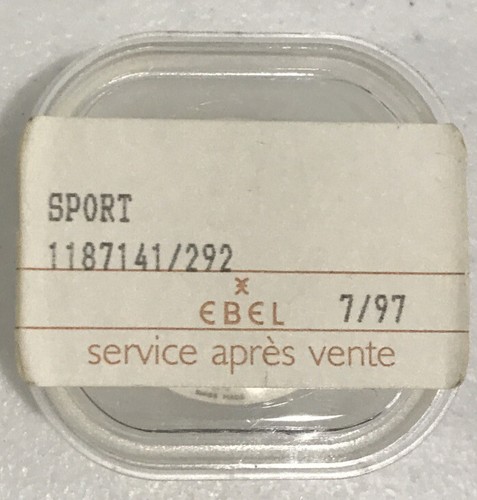 SPORT
1187141/292
EBEL 7/97
service après vente